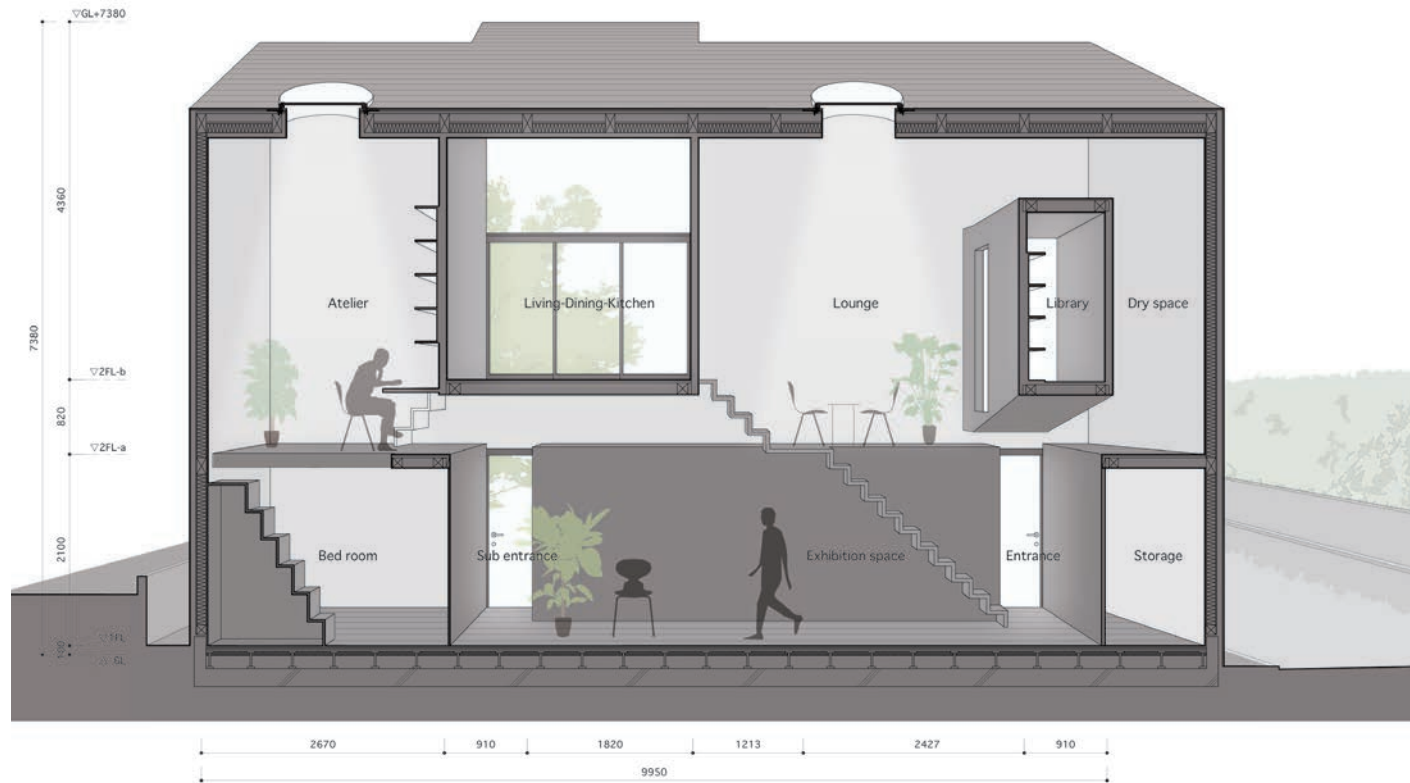 ▽GL+7380
4360
7380
▽2FL-b
820
▽2FL-a
2100
▽1FL
100
△ GL
Atelier
Living-Dining-Kitchen
Lounge
Library
Dry space
Bed room
Sub entrance
Exhibition space
Entrance
Storage
2670
910
1820
1213
2427
910
9950